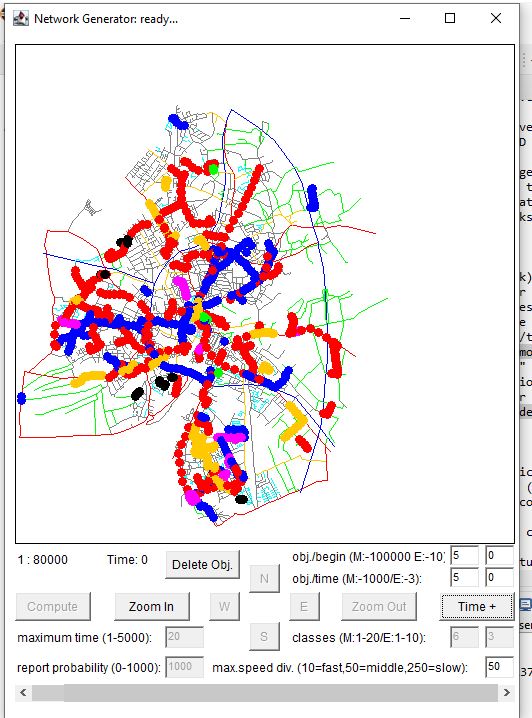 Network Generator: ready...
1 : 80000 Time: 0 Delete Obj. obj./begin (M:-100000 E:-10) 5 0
N obj./time (M:-1000/E:-3): 5 0
Compute Zoom In W E Zoom Out Time +
maximum time (1-5000): 20 S classes (M:1-20/E:1-10): 6 3
report probability (0-1000): 1000 max.speed div. (10=fast,50=middle,250=slow): 50